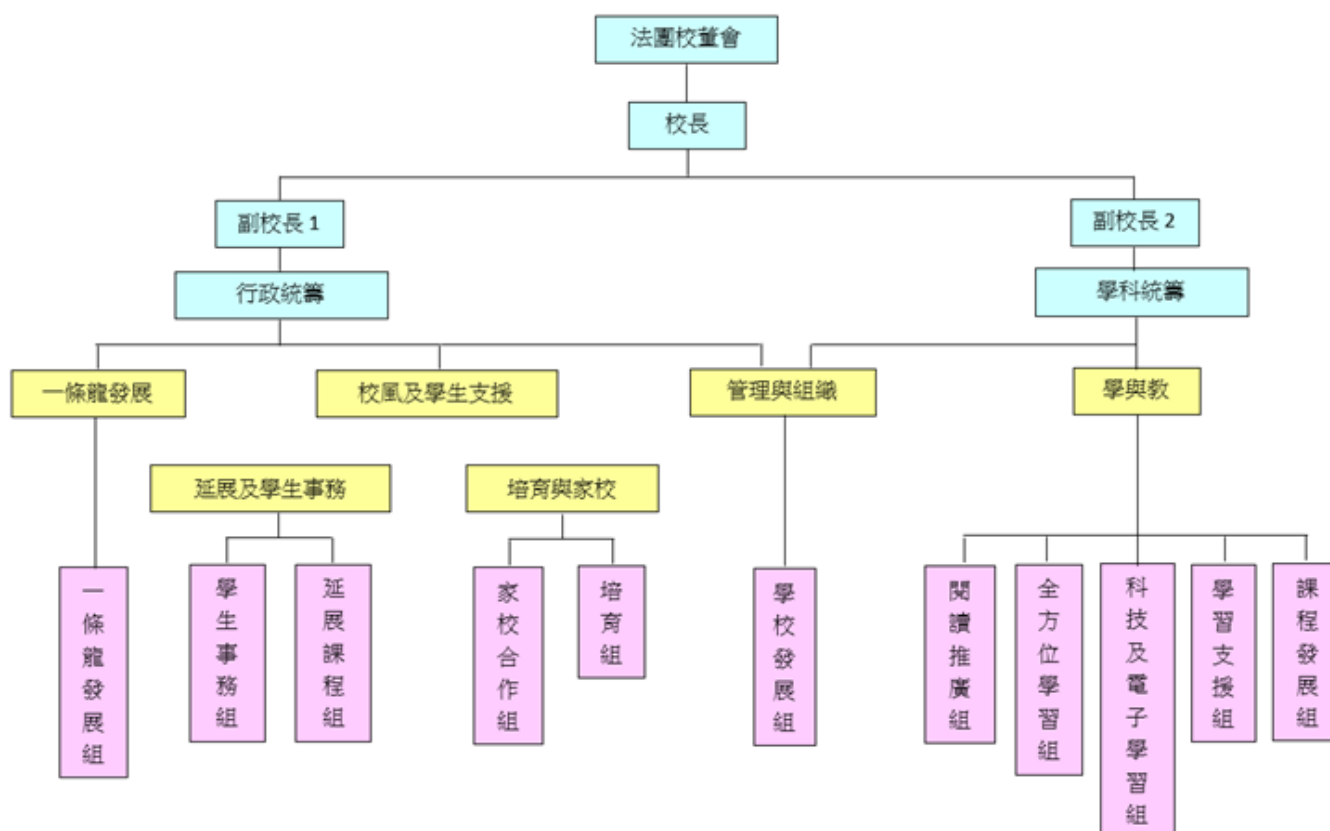 法團校董會
校長
副校長 1
副校長 2
行政統籌
學科統籌
一條龍發展
校風及學生支援
管理與組織
學與教
延展及學生事務
培育與家校
一條龍發展組
學生事務組
延展課程組
家校合作組
培育組
學校發展組
閱讀推廣組
全方位學習組
科技及電子學習組
學習支援組
課程發展組